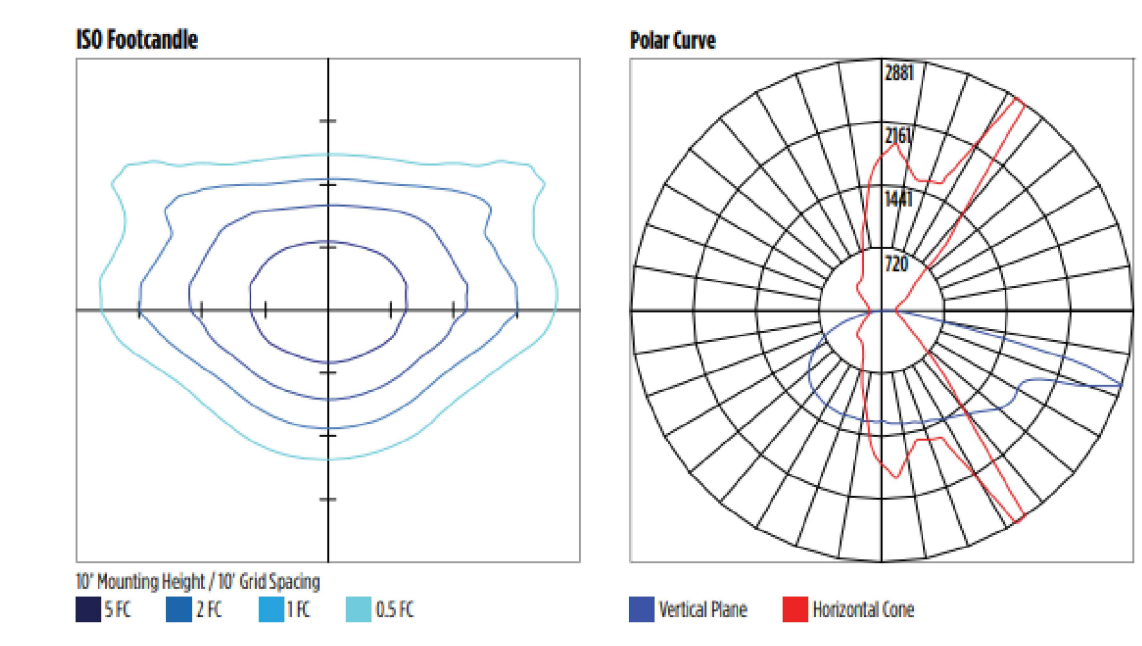 ISO Footcandle
10' Mounting Height / 10' Grid Spacing
5 FC
2 FC
1 FC
0.5 FC
Polar Curve
2881
2161
1441
720
Vertical Plane
Horizontal Cone